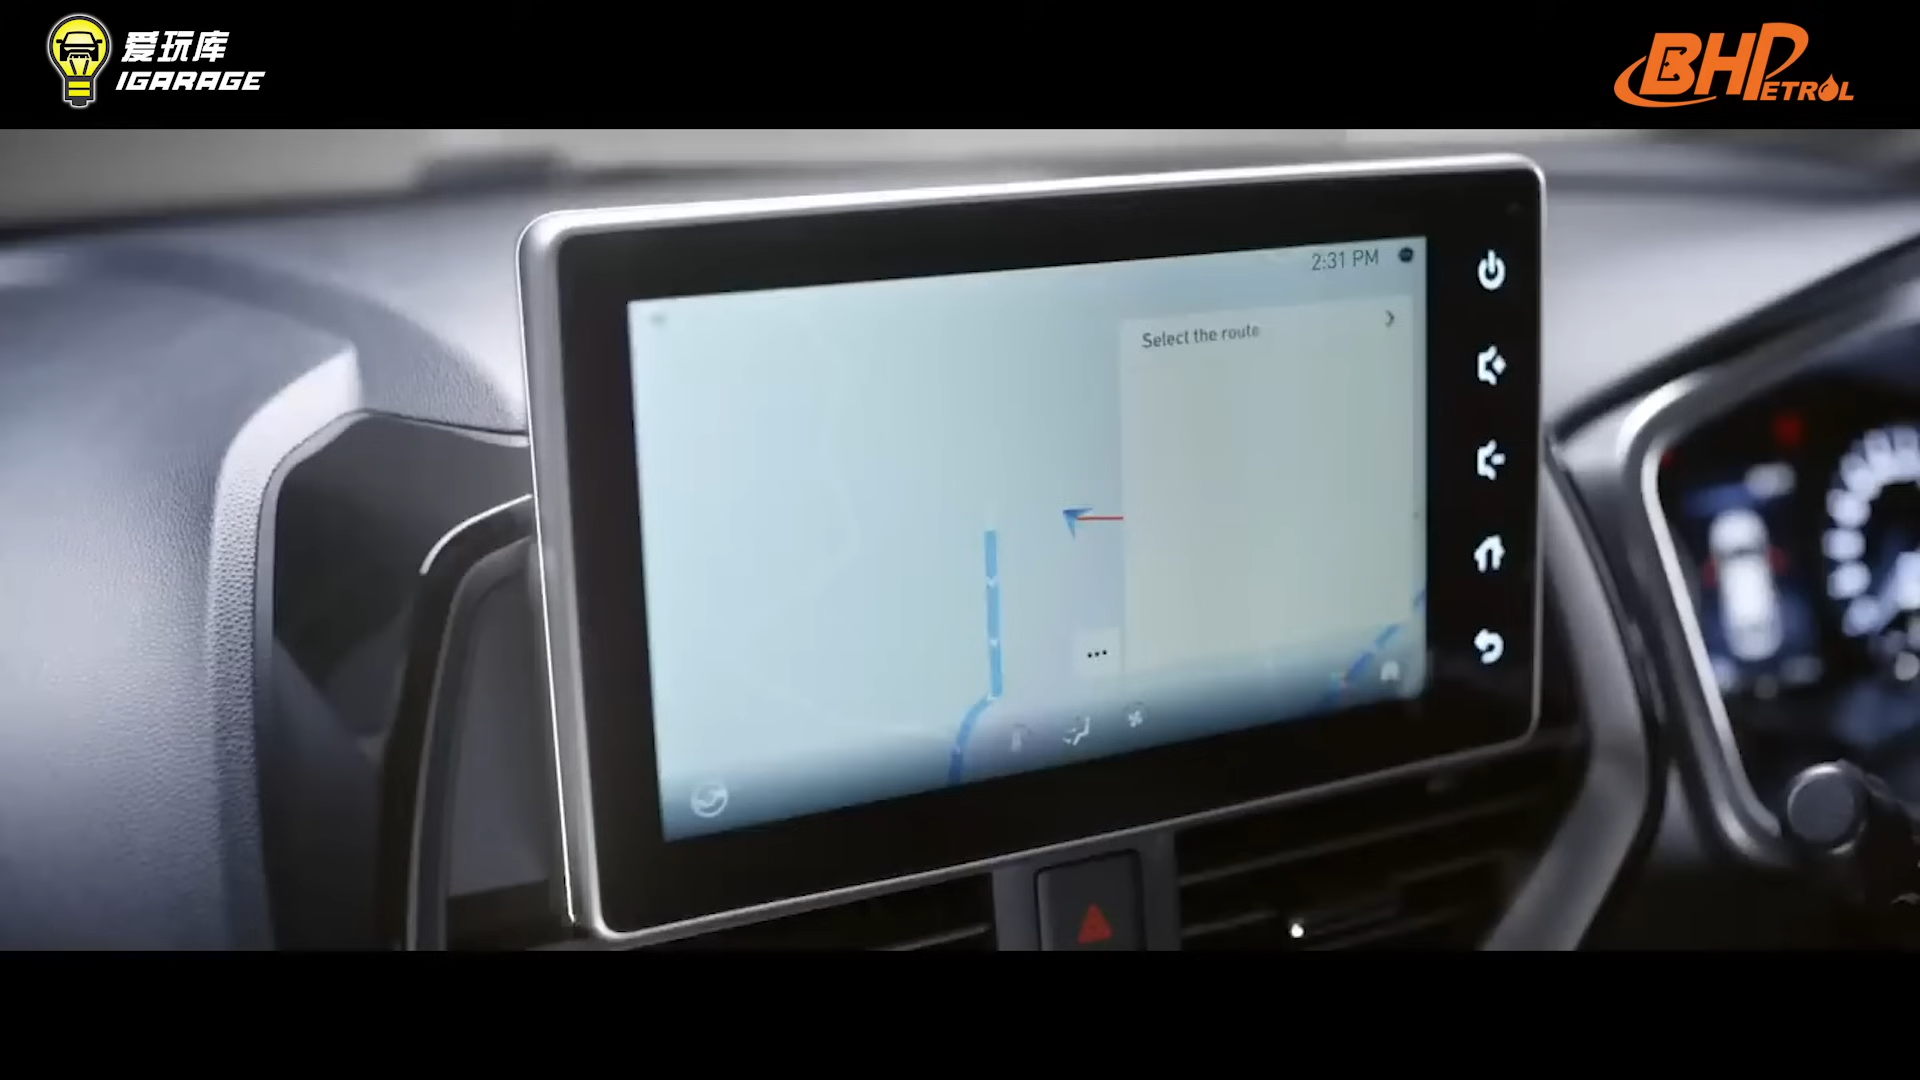 爱玩库
IGARAGE
BHPETROL
2:31 PM
Select the route